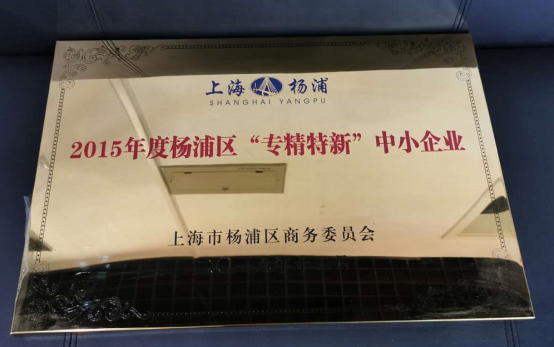 上海 杨浦
SHANGHAI YANGPU
2015年度杨浦区“专精特新”中小企业
上海市杨浦区商务委员会